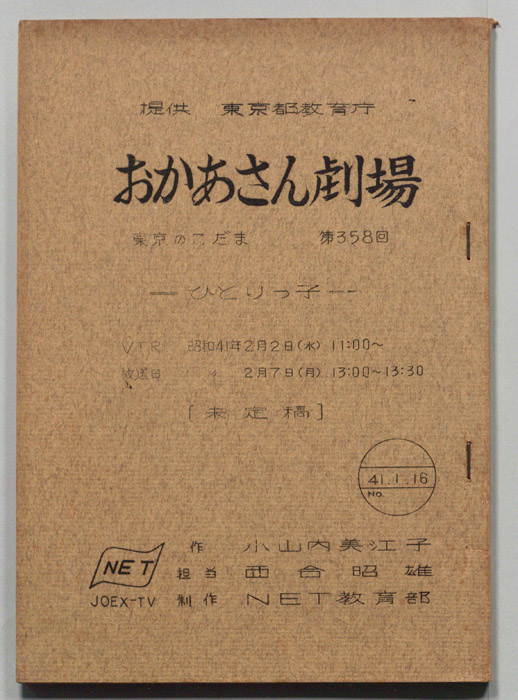 提供 東京都教育庁
おかあさん劇場
東京のこだま 第358回
―ひとりっ子―
VTR 昭和41年2月2日(水) 11:00～
放送日 〃 2月7日(月) 13:00～13:30
[未定稿]
41.1.16
No.
作 小山内美江子
NET 担当 西合昭雄
JOEX-TV 制作 NET教育部